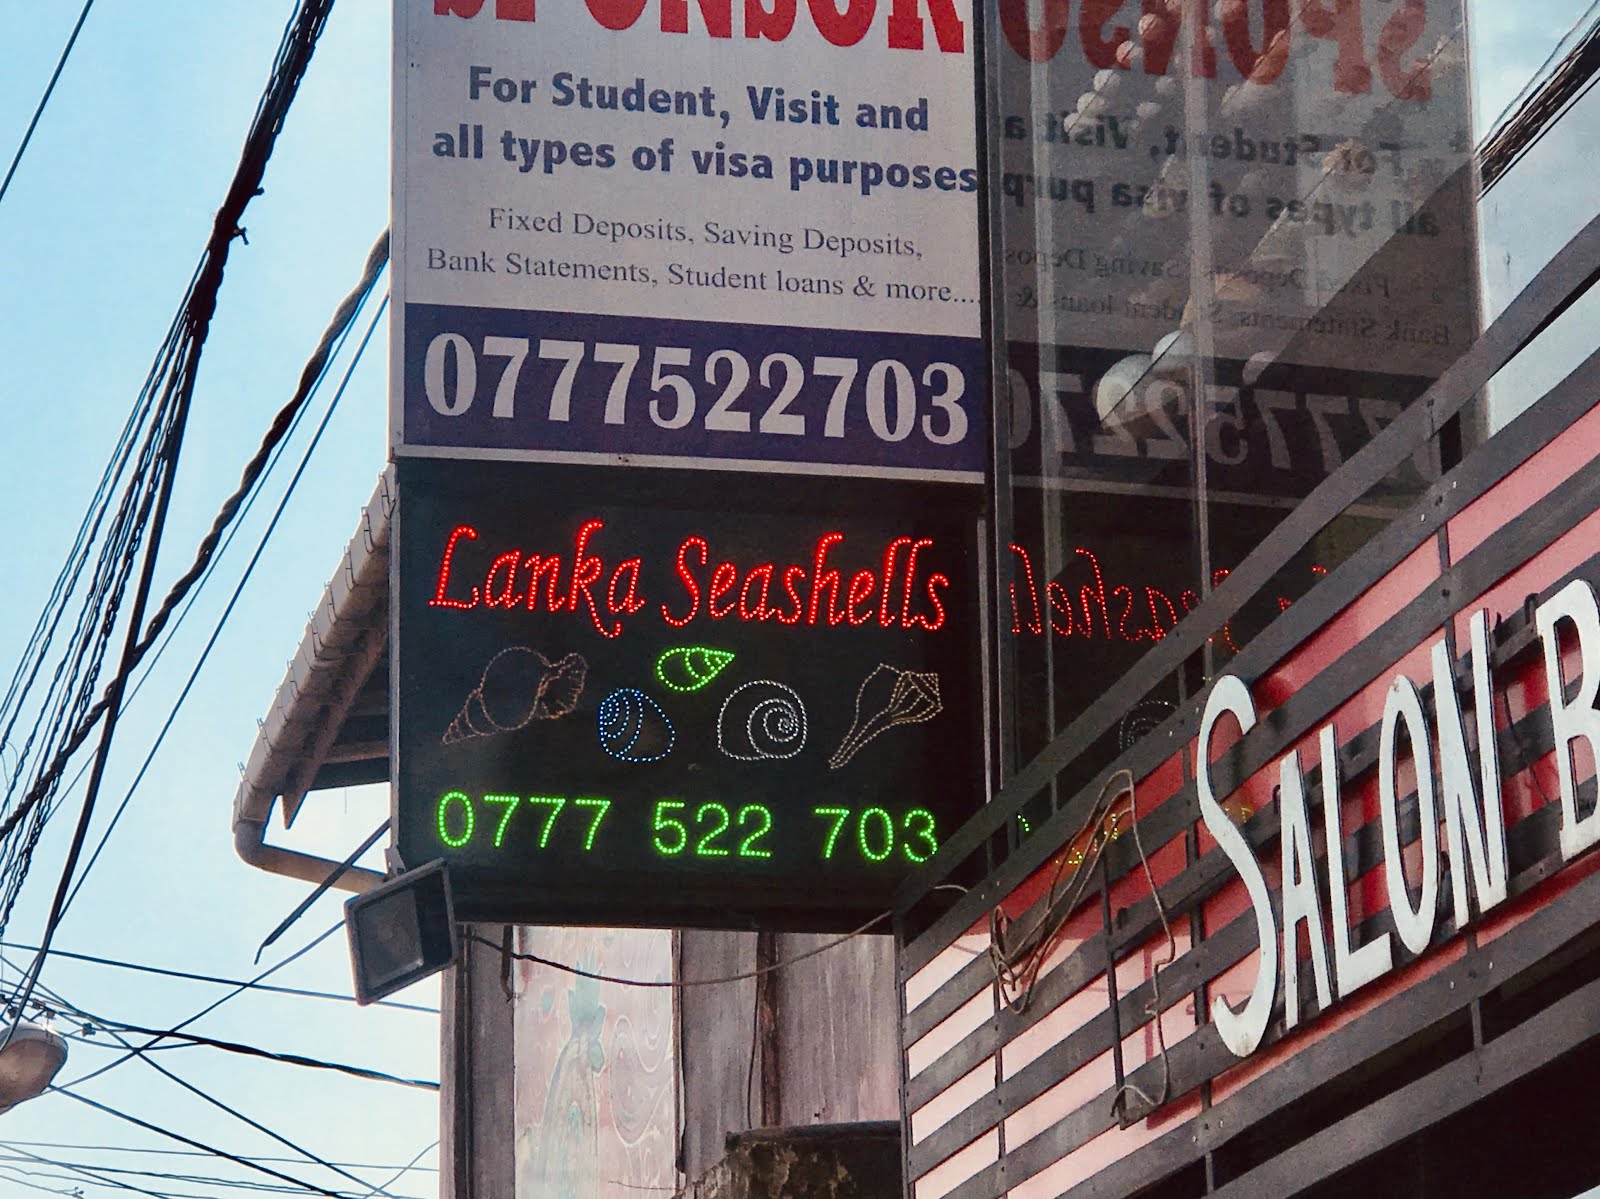 SPONSOR
For Student, Visit and
all types of visa purposes
Fixed Deposits, Saving Deposits,
Bank Statements, Student loans & more....
0777522703
Lanka Seashells
0777 522 703
SALON B